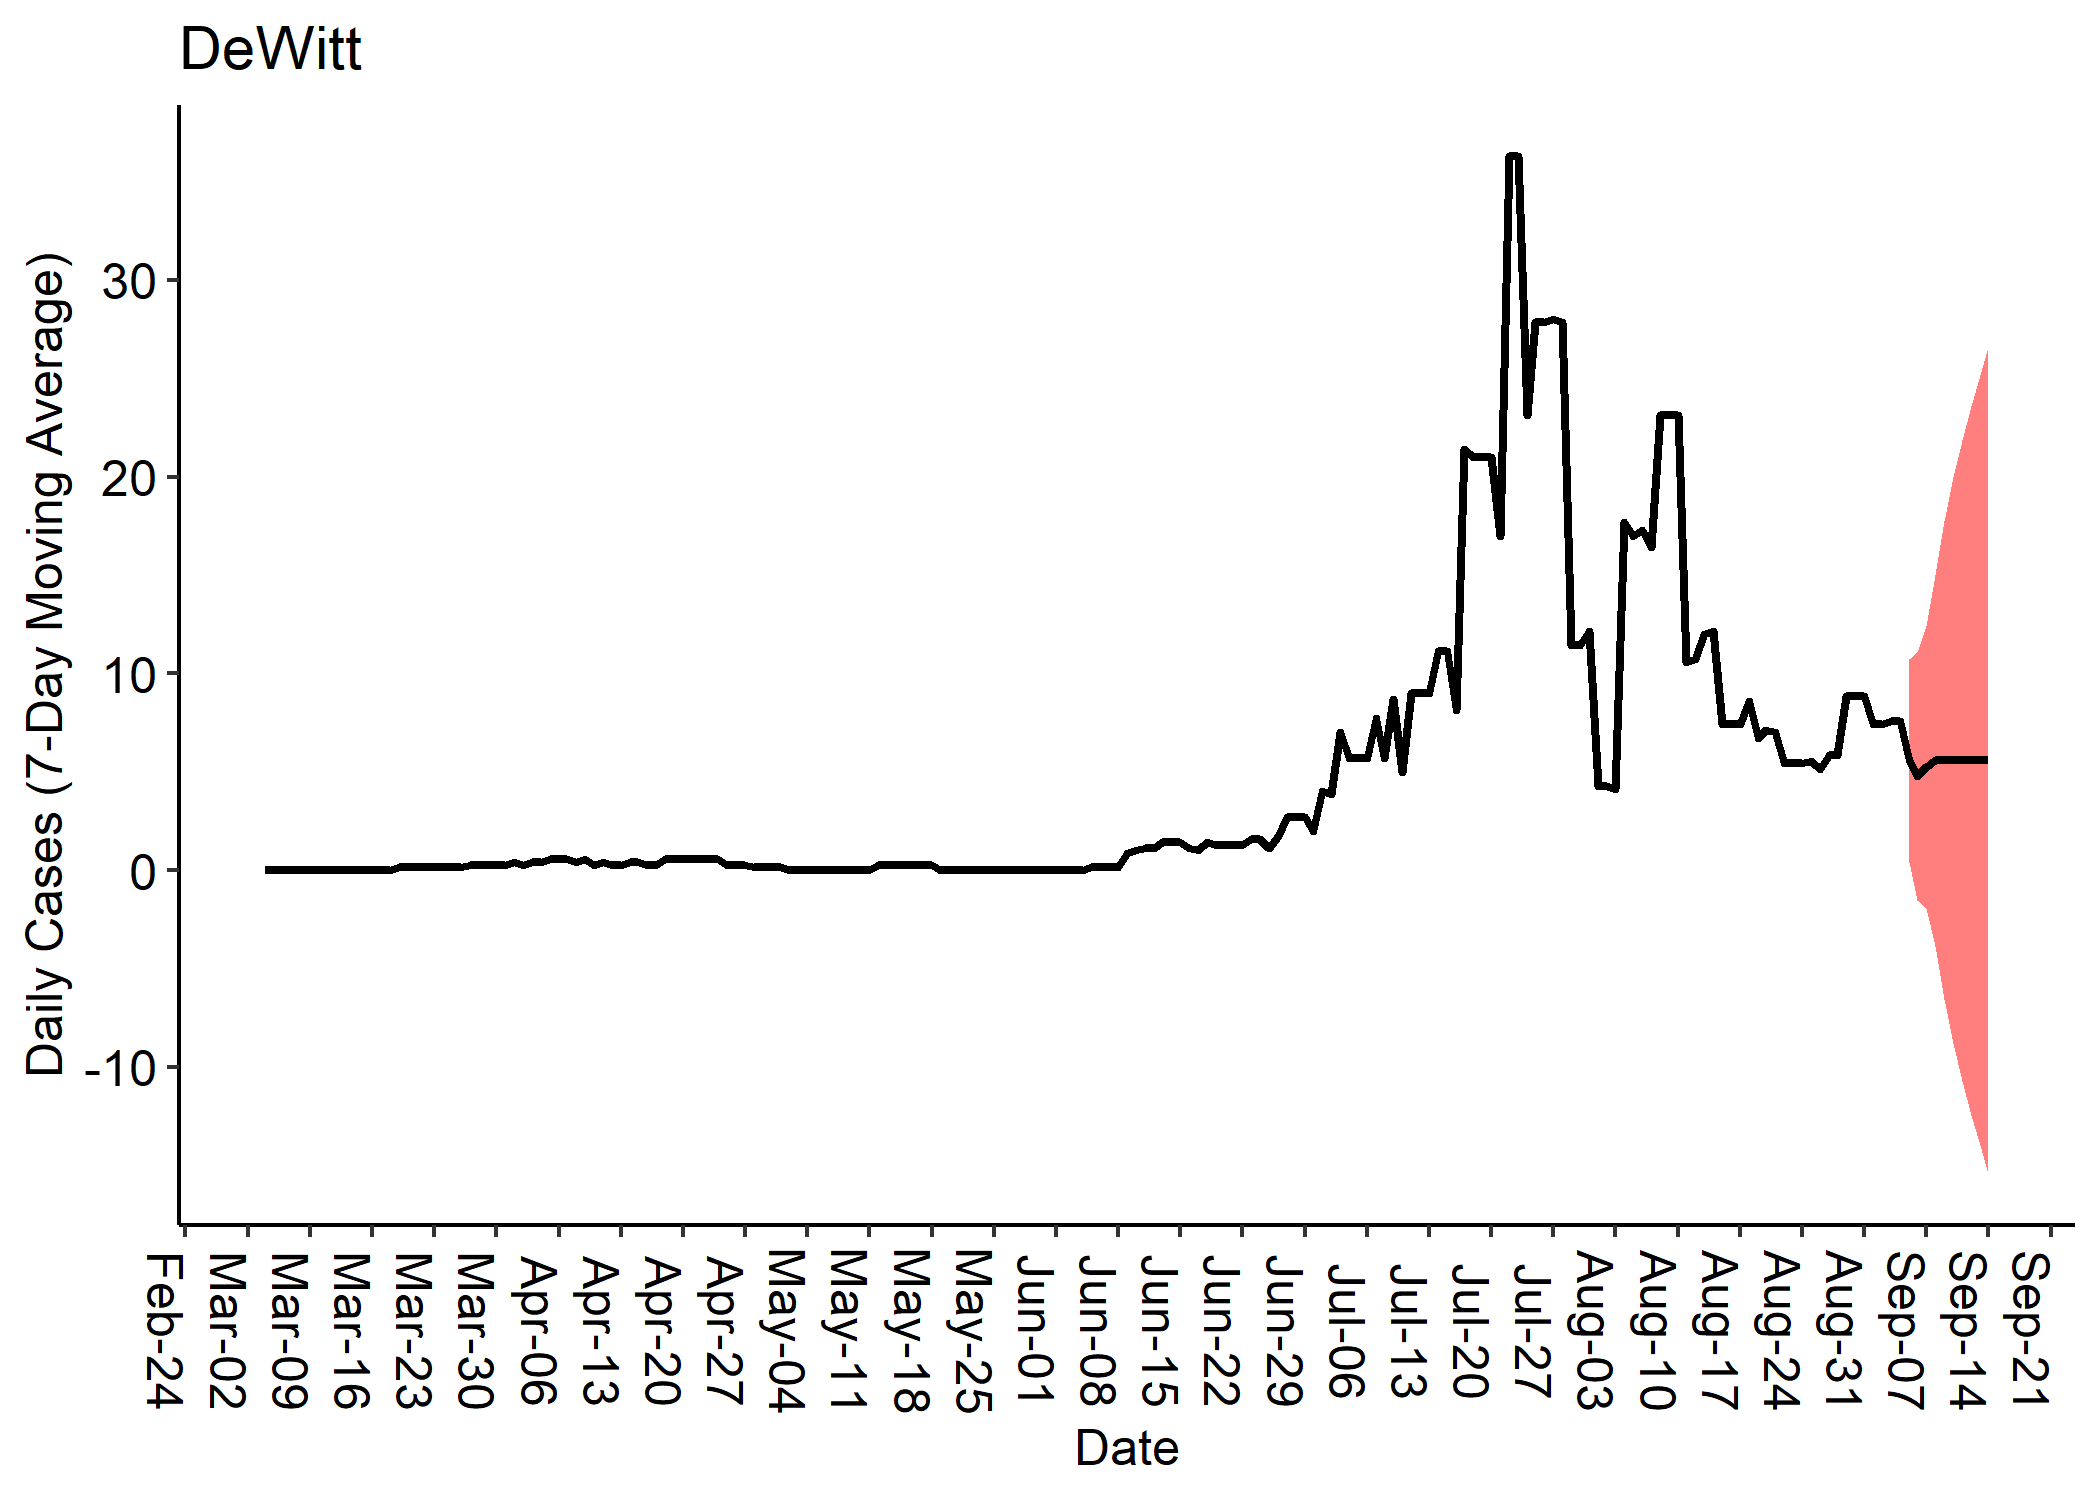 DeWitt
Daily Cases (7-Day Moving Average)
30
20
10
0
-10
Feb-24
Mar-02
Mar-09
Mar-16
Mar-23
Mar-30
Apr-06
Apr-13
Apr-20
Apr-27
May-04
May-11
May-18
May-25
Jun-01
Jun-08
Jun-15
Jun-22
Jun-29
Jul-06
Jul-13
Jul-20
Jul-27
Aug-03
Aug-10
Aug-17
Aug-24
Aug-31
Sep-07
Sep-14
Sep-21
Date